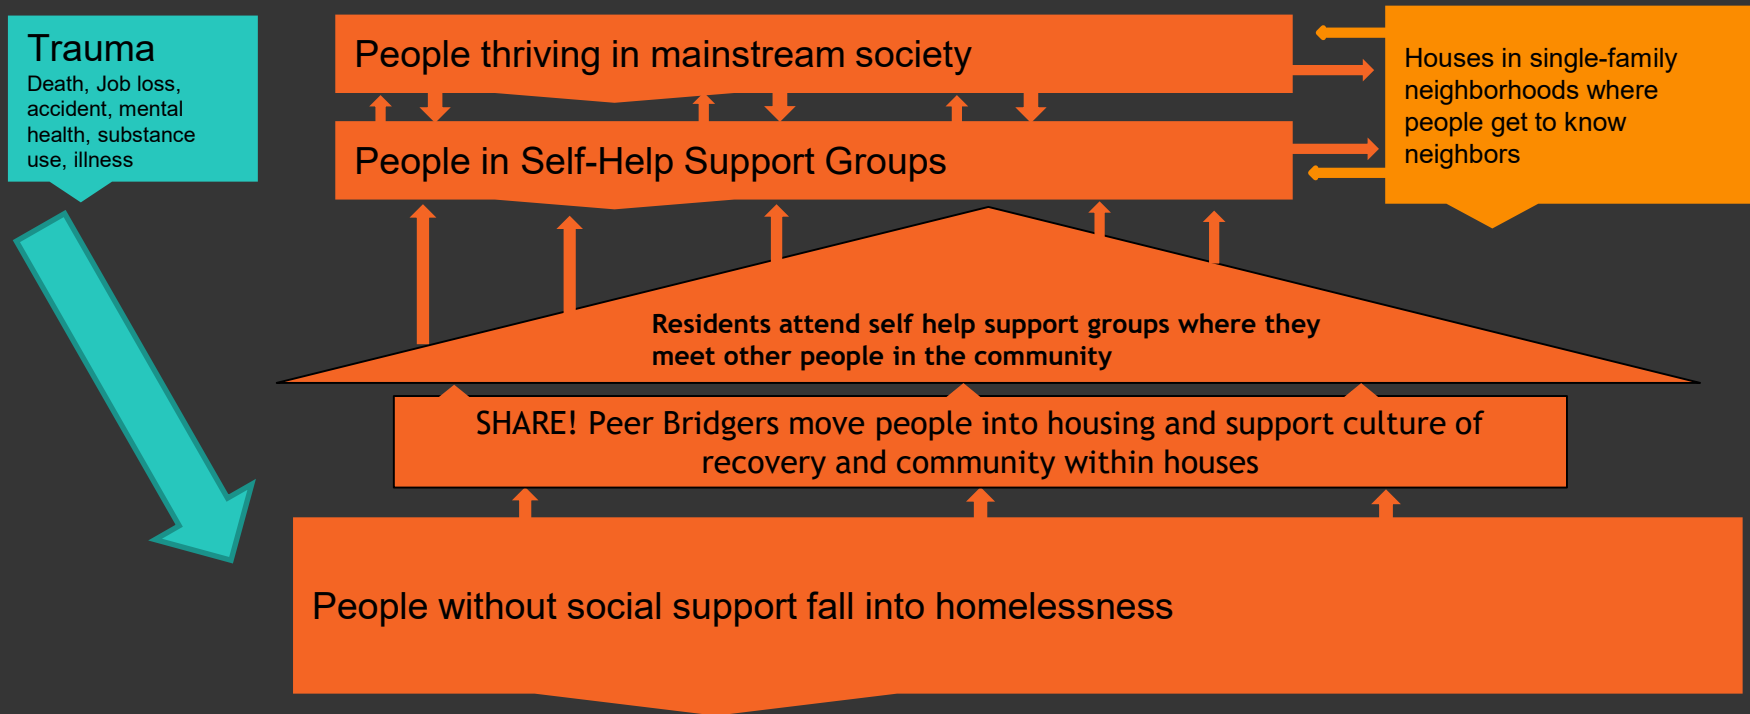 Trauma
Death, Job loss,
accident, mental
health, substance
use, illness
People thriving in mainstream society
People in Self-Help Support Groups
Houses in single-family
neighborhoods where
people get to know
neighbors
Residents attend self help support groups where they
meet other people in the community
SHARE! Peer Bridgers move people into housing and support culture of
recovery and community within houses
People without social support fall into homelessness